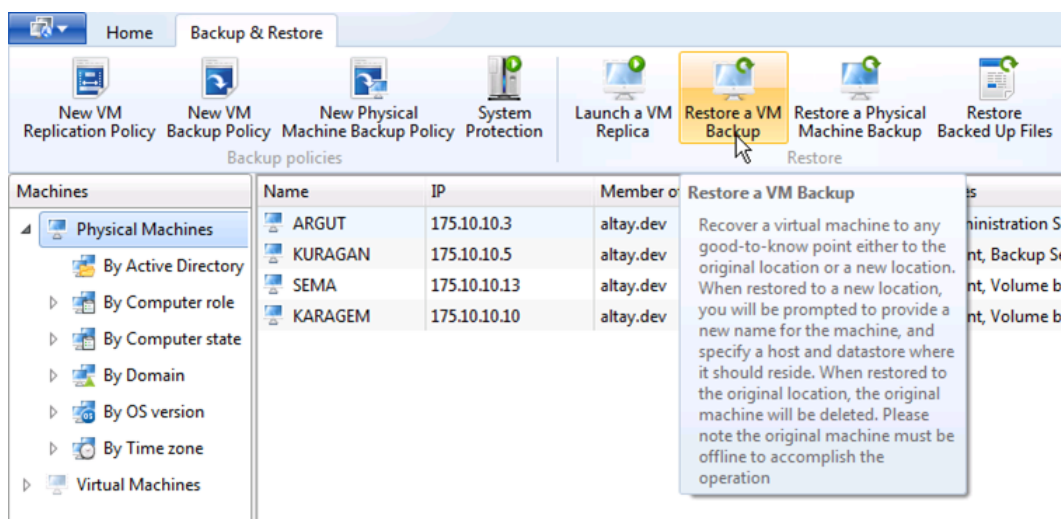 Home Backup & Restore
New VM Replication Policy
New VM Backup Policy
New Physical Machine Backup Policy
System Protection
Launch a VM Replica
Restore a VM Backup
Restore a Physical Machine Backup
Restore Backed Up Files
Backup policies
Restore
Machines
Physical Machines
By Active Directory
By Computer role
By Computer state
By Domain
By OS version
By Time zone
Virtual Machines
Name IP Member o
ARGUT 175.10.10.3 altay.dev
KURAGAN 175.10.10.5 altay.dev nt, Backup Se
SEMA 175.10.10.13 altay.dev nt, Volume b
KARAGEM 175.10.10.10 altay.dev nt, Volume b
Restore a VM Backup
Recover a virtual machine to any
good-to-know point either to the
original location or a new location.
When restored to a new location,
you will be prompted to provide a
new name for the machine, and
specify a host and datastore where
it should reside. When restored to
the original location, the original
machine will be deleted. Please
note the original machine must be
offline to accomplish the
operation